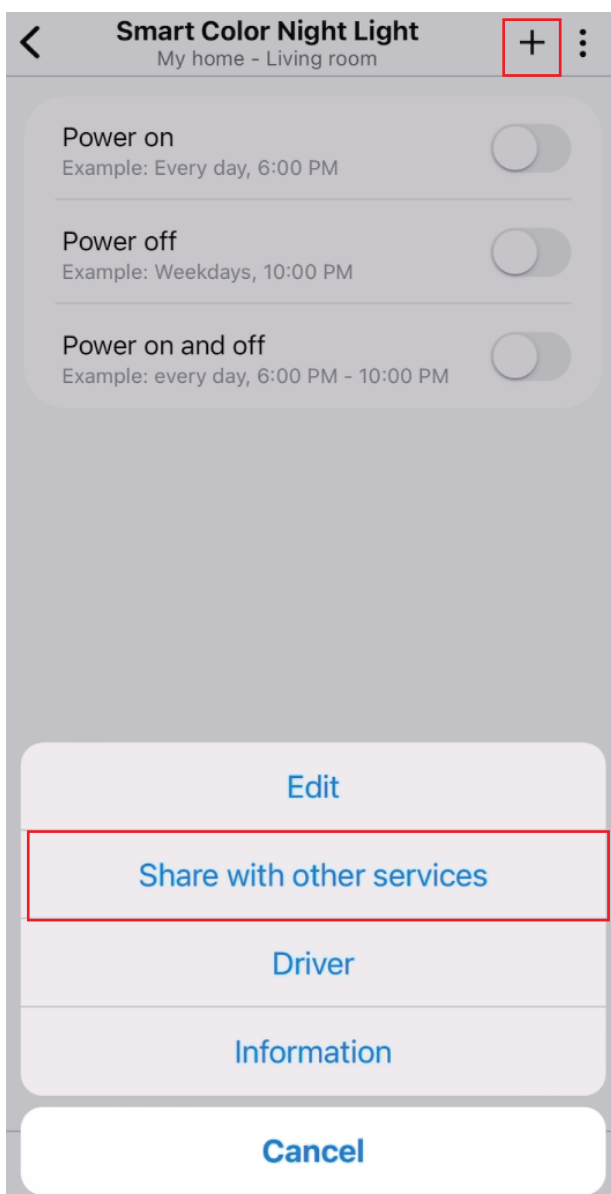 Smart Color Night Light
My home - Living room
Power on
Example: Every day, 6:00 PM
Power off
Example: Weekdays, 10:00 PM
Power on and off
Example: every day, 6:00 PM - 10:00 PM
Edit
Share with other services
Driver
Information
Cancel